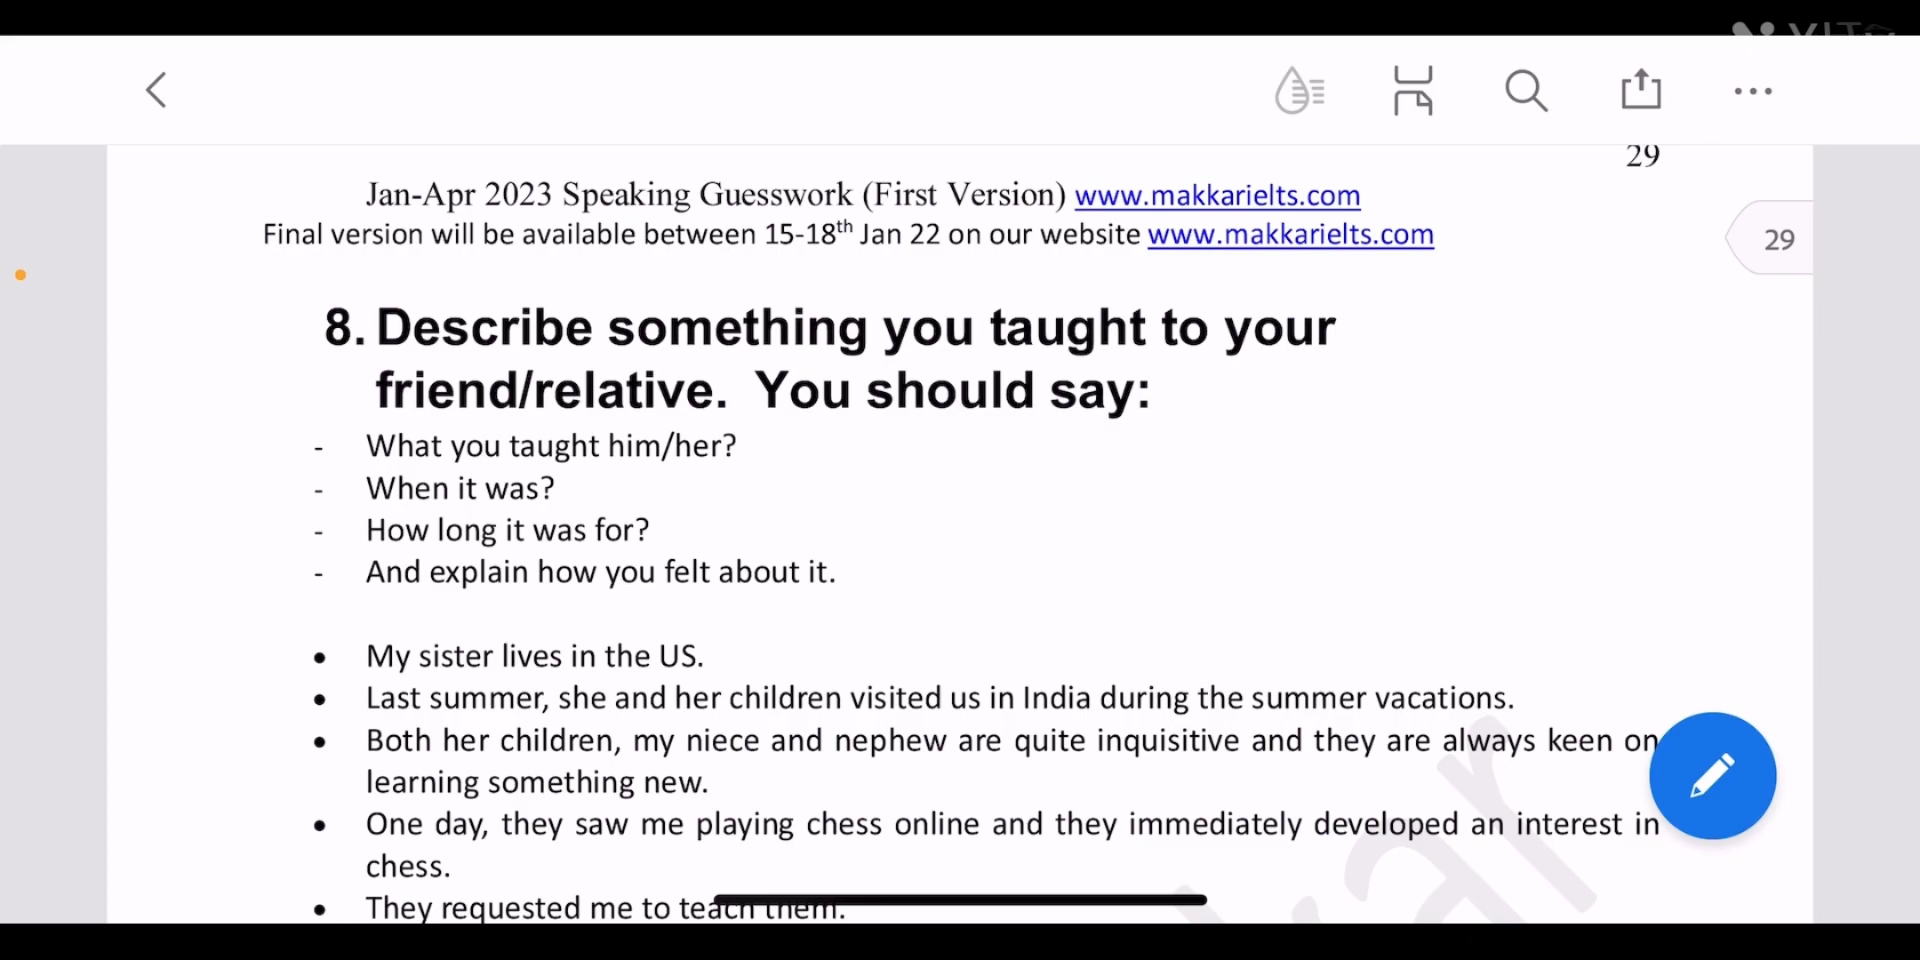 29
Jan-Apr 2023 Speaking Guesswork (First Version) www.makkarielts.com
Final version will be available between 15-18th Jan 22 on our website www.makkarielts.com
29
8. Describe something you taught to your
friend/relative. You should say:
- What you taught him/her?
- When it was?
- How long it was for?
- And explain how you felt about it.
• My sister lives in the US.
• Last summer, she and her children visited us in India during the summer vacations.
• Both her children, my niece and nephew are quite inquisitive and they are always keen on
learning something new.
• One day, they saw me playing chess online and they immediately developed an interest in
chess.
• They requested me to teach them.